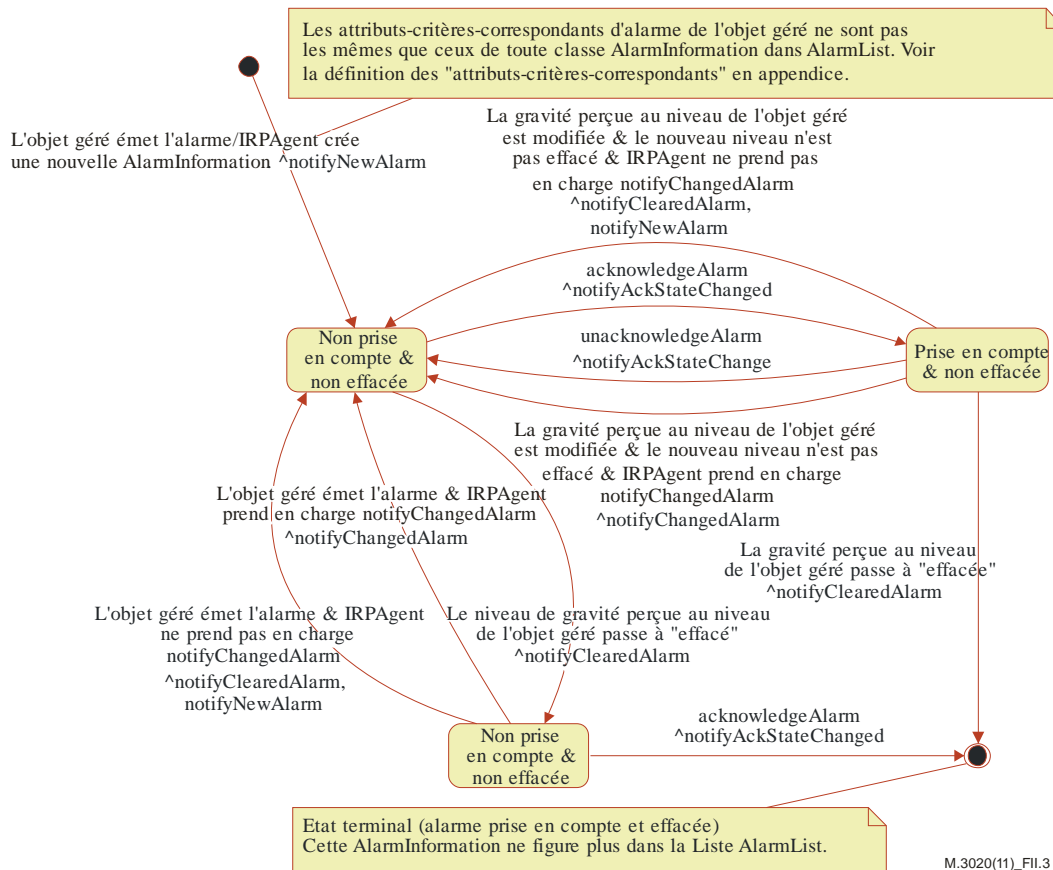 Les attributs-critères-correspondants d'alarme de l'objet géré ne sont pas
les mêmes que ceux de toute classe AlarmInformation dans AlarmList. Voir
la définition des "attributs-critères-correspondants" en appendice.
L'objet géré émet l'alarme/IRPAgent crée
une nouvelle AlarmInformation ^notifyNewAlarm
La gravité perçue au niveau de l'objet géré
est modifiée & le nouveau niveau n'est
pas effacé & IRPAgent ne prend pas
en charge notifyChangedAlarm
^notifyClearedAlarm,
notifyNewAlarm
acknowledgeAlarm
^notifyAckStateChanged
Non prise
en compte &
non effacée
unacknowledgeAlarm
^notifyAckStateChange
Prise en compte
& non effacée
La gravité perçue au niveau de l'objet géré
est modifiée & le nouveau niveau n'est pas
effacé & IRPAgent prend en charge
notifyChangedAlarm
^notifyChangedAlarm
L'objet géré émet l'alarme & IRPAgent
prend en charge notifyChangedAlarm
^notifyChangedAlarm
La gravité perçue au niveau
de l'objet géré passe à "effacée"
^notifyClearedAlarm
L'objet géré émet l'alarme & IRPAgent
ne prend pas en charge
notifyChangedAlarm
^notifyClearedAlarm,
notifyNewAlarm
Le niveau de gravité perçue au niveau
de l'objet géré passe à "effacé"
^notifyClearedAlarm
Non prise
en compte &
non effacée
acknowledgeAlarm
^notifyAckStateChanged
Etat terminal (alarme prise en compte et effacée)
Cette AlarmInformation ne figure plus dans la Liste AlarmList.
M.3020(11)_FII.3